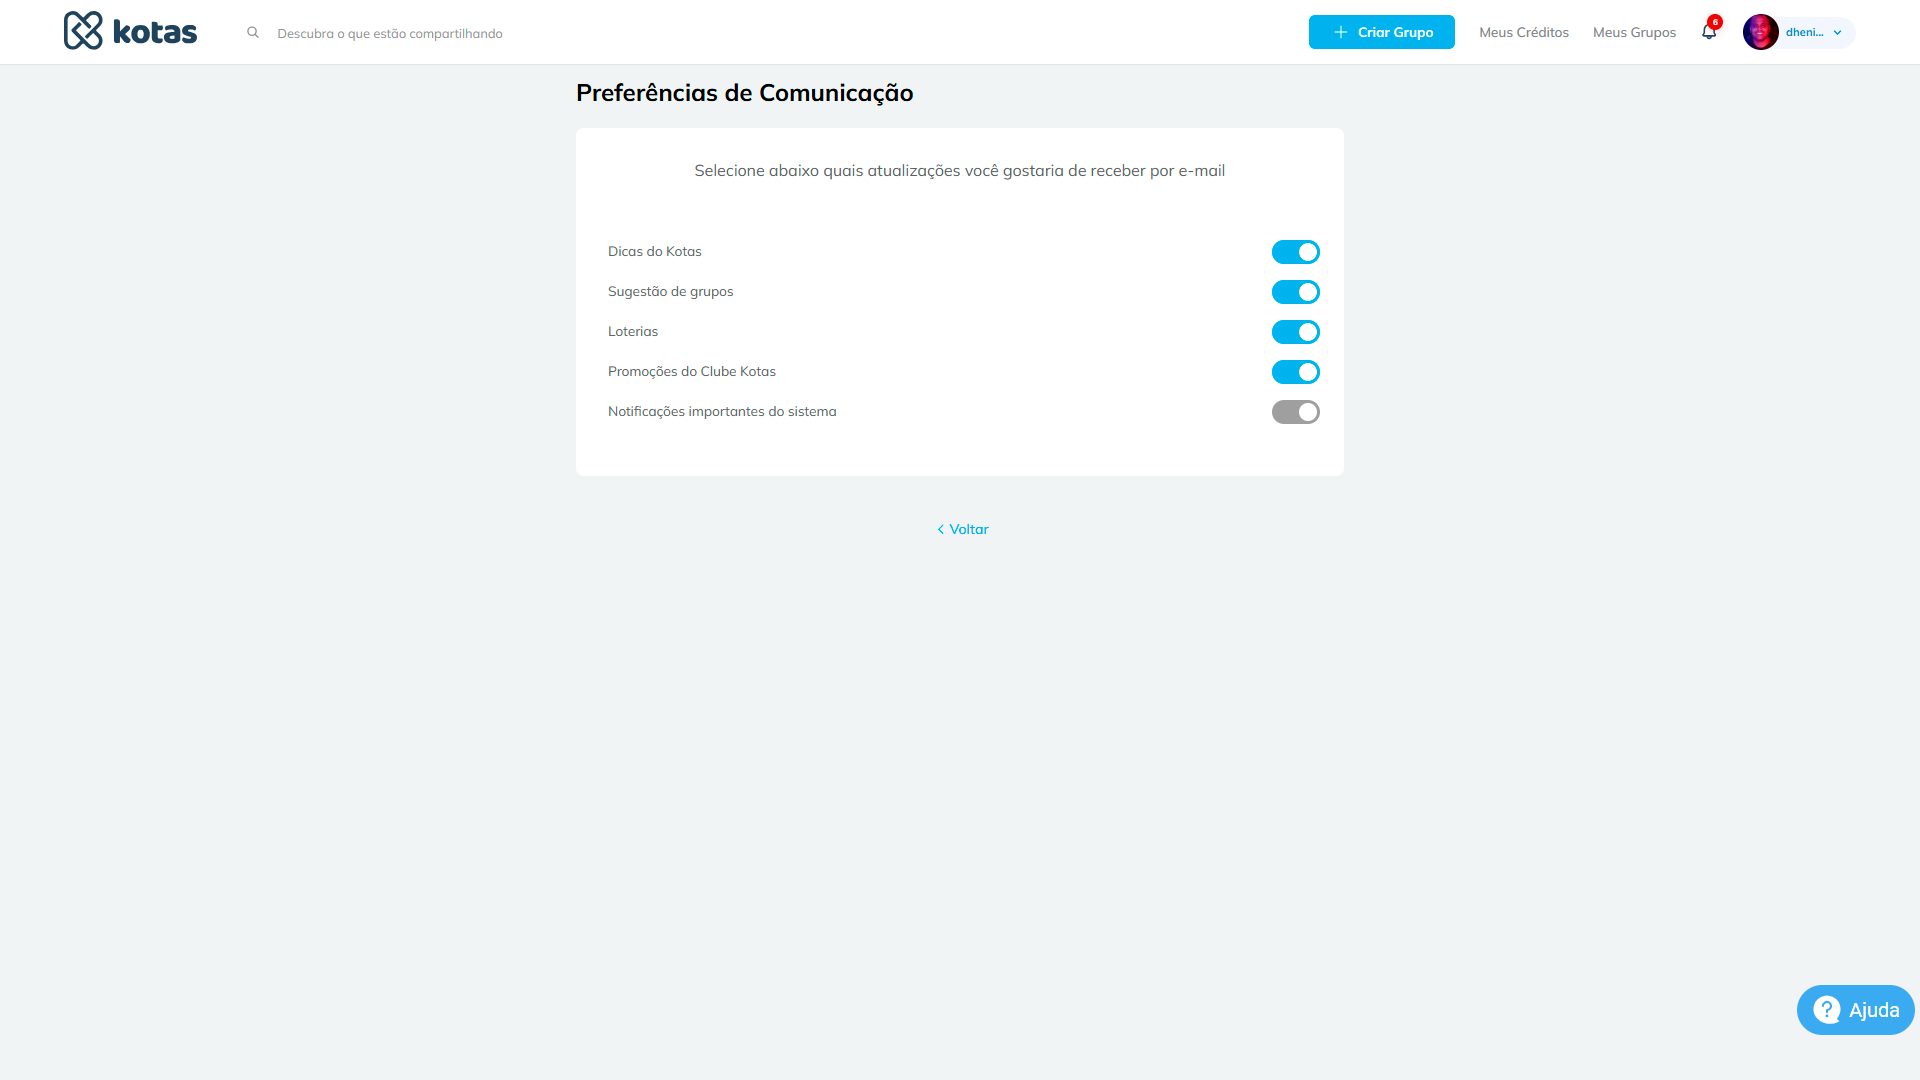 kotas
Descubra o que estão compartilhando
Criar Grupo
Meus Créditos
Meus Grupos
6
dheni...
Preferências de Comunicação
Selecione abaixo quais atualizações você gostaria de receber por e-mail
Dicas do Kotas
Sugestão de grupos
Loterias
Promoções do Clube Kotas
Notificações importantes do sistema
Voltar
? Ajuda